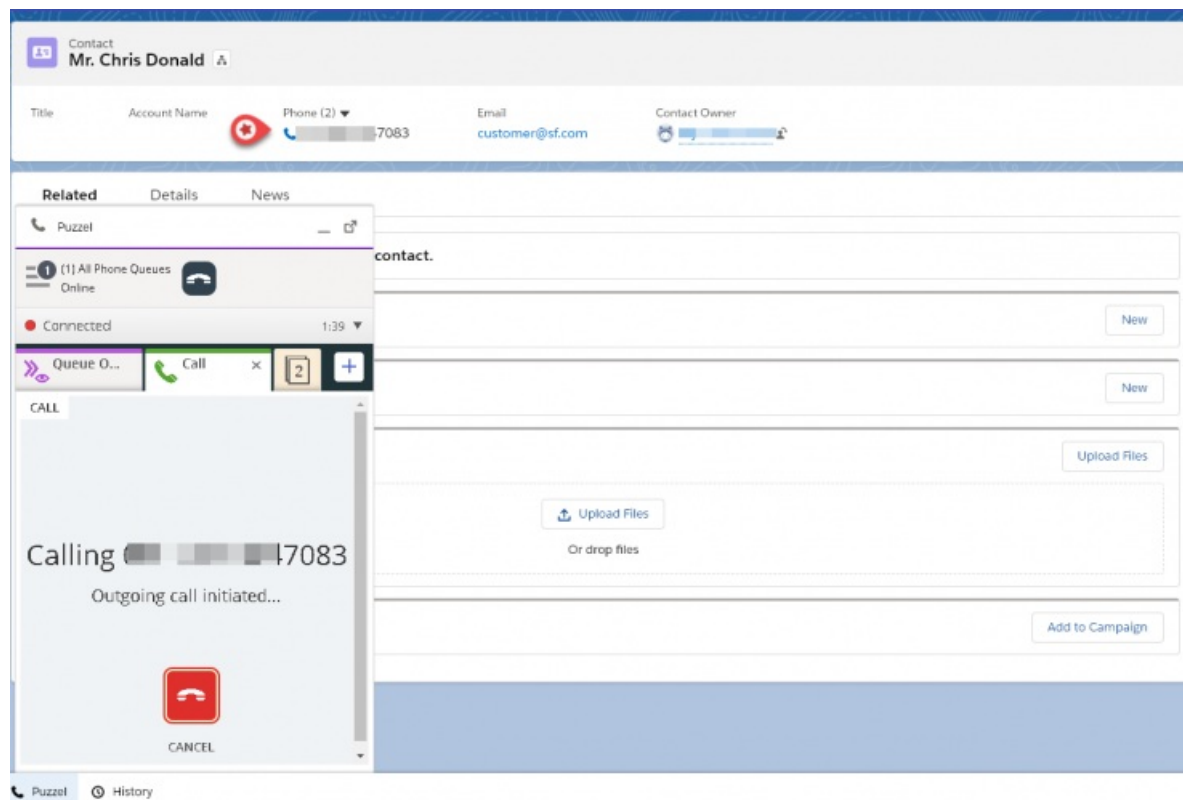 Contact
Mr. Chris Donald
Title Account Name Phone (2) Email Contact Owner
7083 customer@sf.com
Related Details News
Puzzel
contact.
1 (1) All Phone Queues
Online
Connected 1:39
New
Queue O... Call 2
New
CALL
Upload Files
Upload Files
Or drop files
Calling 47083
Outgoing call initiated...
Add to Campaign
CANCEL
Puzzel History